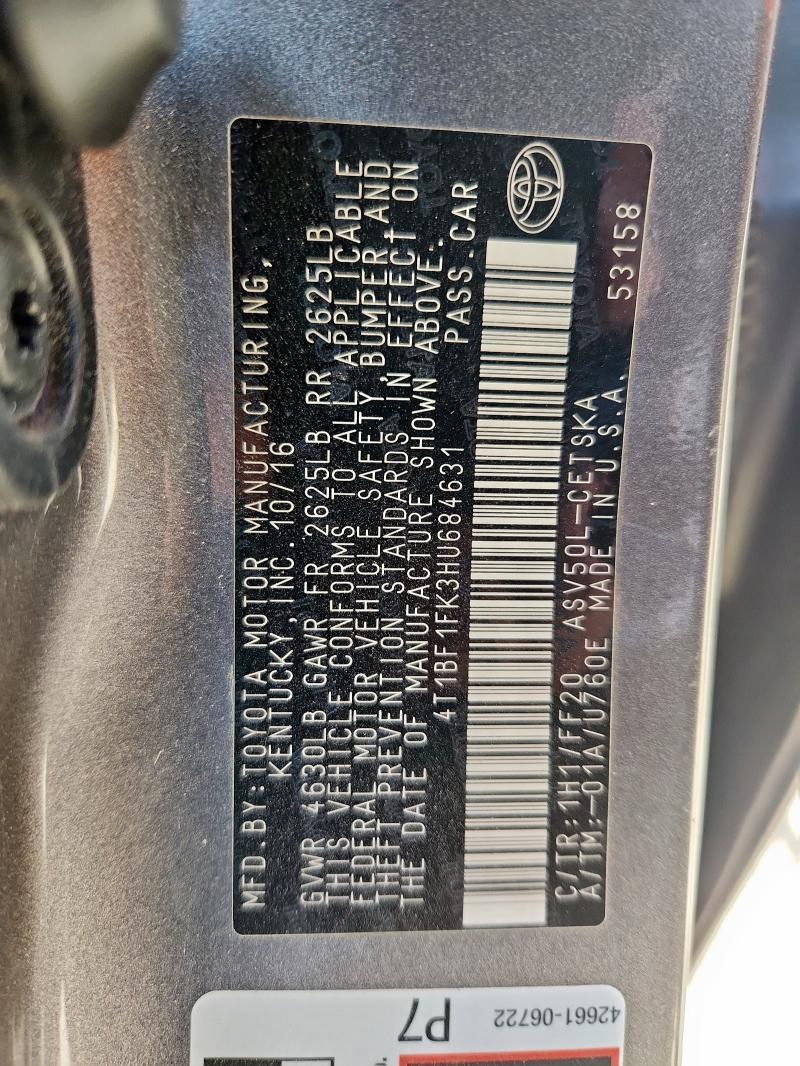 MFD.BY:TOYOTA MOTOR MANUFACTURING,
KENTUCKY, INC. 10/16
GVWR 4630LB GAWR FR 2625LB RR 2625LB
THIS VEHICLE CONFORMS TO ALL APPLICABLE
FEDERAL MOTOR VEHICLE SAFETY, BUMPER AND
THEFT PREVENTION STANDARDS IN EFFECT ON
THE DATE OF MANUFACTURE SHOWN ABOVE.
4T1BF1FK3HU684631 PASS.CAR
C/TR:1H1/FF20 ASV50L-CETSKA
A/TM:-01A/U760E MADE IN U.S.A. 53158
P7
42661-06722